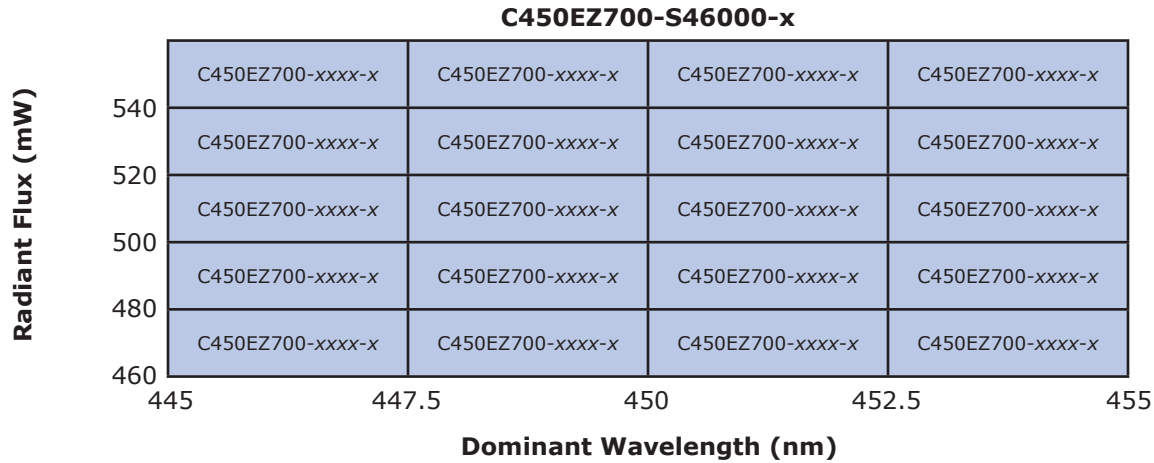 C450EZ700-S46000-x
Radiant Flux (mW)
C450EZ700-xxxx-x C450EZ700-xxxx-x C450EZ700-xxxx-x C450EZ700-xxxx-x
540
C450EZ700-xxxx-x C450EZ700-xxxx-x C450EZ700-xxxx-x C450EZ700-xxxx-x
520
C450EZ700-xxxx-x C450EZ700-xxxx-x C450EZ700-xxxx-x C450EZ700-xxxx-x
500
C450EZ700-xxxx-x C450EZ700-xxxx-x C450EZ700-xxxx-x C450EZ700-xxxx-x
480
C450EZ700-xxxx-x C450EZ700-xxxx-x C450EZ700-xxxx-x C450EZ700-xxxx-x
460
445 447.5 450 452.5 455
Dominant Wavelength (nm)